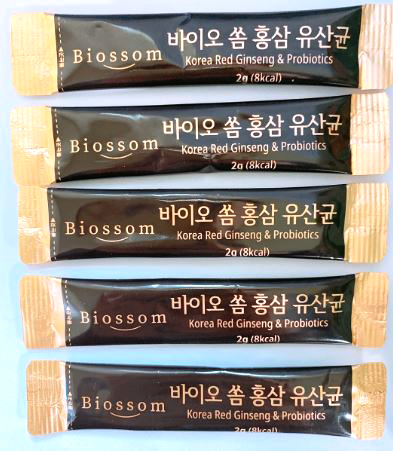 Biossom
바이오 쏨 홍삼 유산균
Korea Red Ginseng & Probiotics
2g (8kcal)
Biossom
바이오 쏨 홍삼 유산균
Korea Red Ginseng & Probiotics
2g (8kcal)
Biossom
바이오 쏨 홍삼 유산균
Korea Red Ginseng & Probiotics
2g (8kcal)
Biossom
바이오 쏨 홍삼 유산균
Korea Red Ginseng & Probiotics
2g (8kcal)
Biossom
바이오 쏨 홍삼 유산균
Korea Red Ginseng & Probiotics
2g (8kcal)